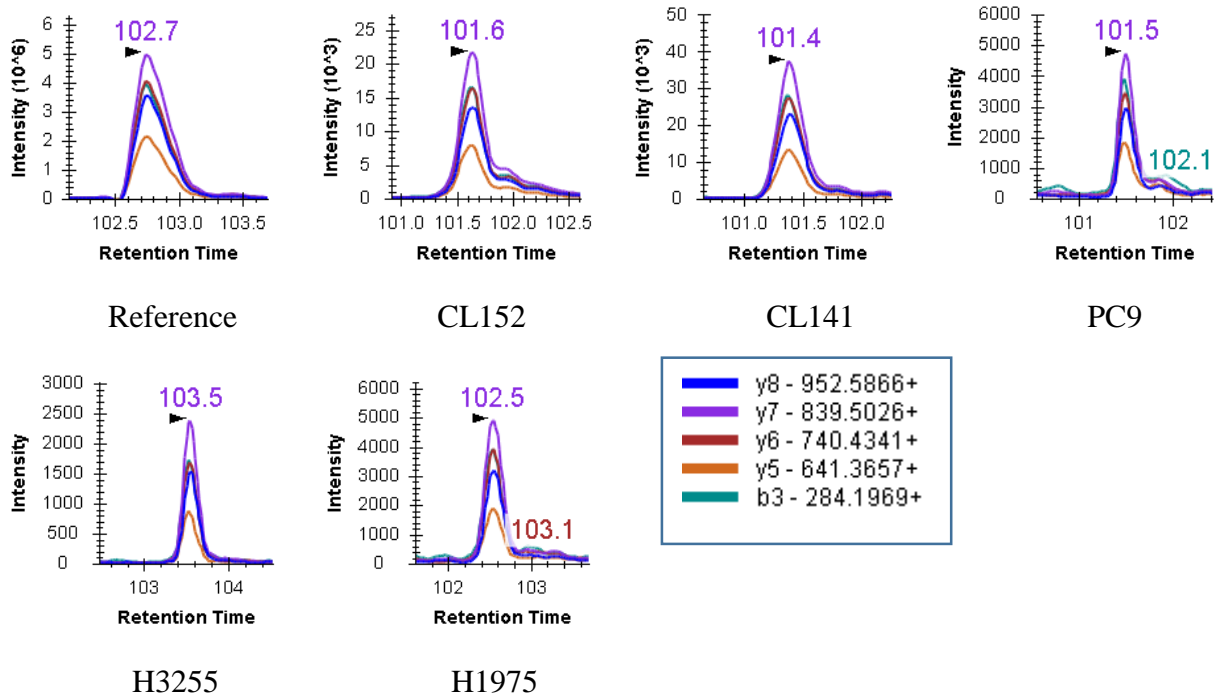 Intensity (10^6)
6
5
4
3
2
1
0
102.7
102.5 103.0 103.5
Retention Time
Reference
Intensity (10^3)
25
20
15
10
5
0
101.6
101.0 101.5 102.0 102.5
Retention Time
CL152
Intensity (10^3)
50
40
30
20
10
0
101.4
101.0 101.5 102.0
Retention Time
CL141
Intensity
6000
5000
4000
3000
2000
1000
0
101.5
102.1
101 102
Retention Time
PC9
Intensity
3000
2500
2000
1500
1000
500
0
103.5
103 104
Retention Time
H3255
Intensity
6000
5000
4000
3000
2000
1000
0
102.5
103.1
102 103
Retention Time
H1975
y8 - 952.5866+
y7 - 839.5026+
y6 - 740.4341+
y5 - 641.3657+
b3 - 284.1969+